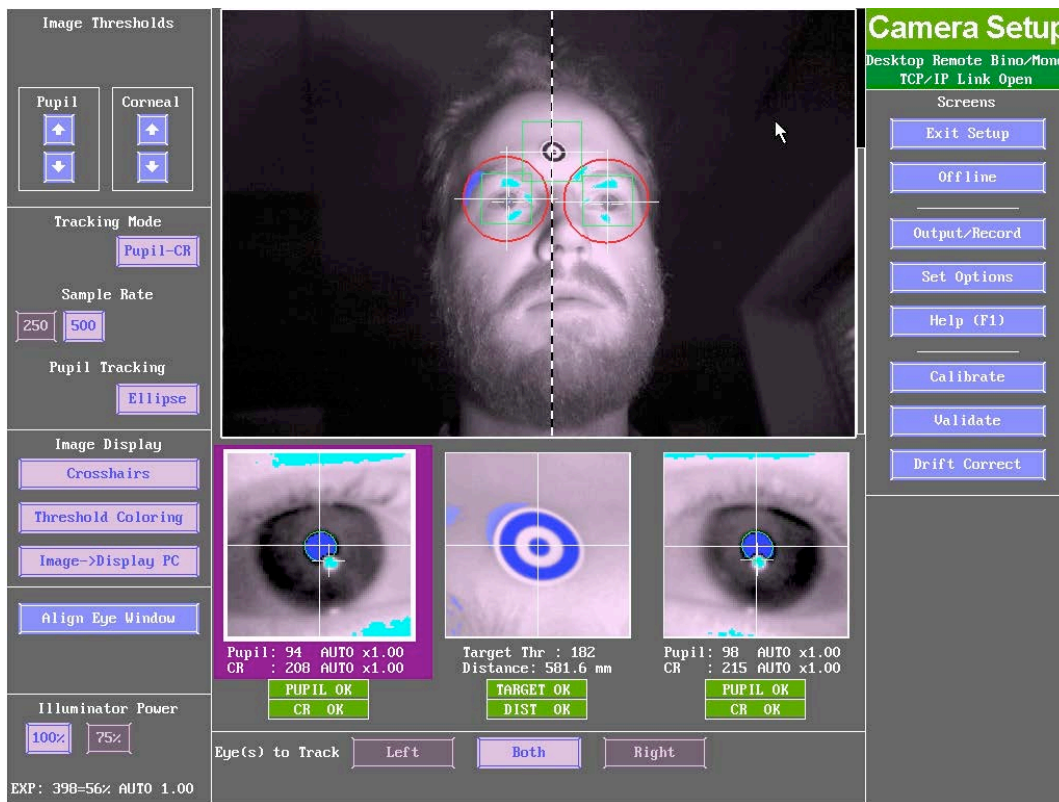 Image Thresholds
Pupil
Corneal
Tracking Mode
Pupil-CR
Sample Rate
250 500
Pupil Tracking
Ellipse
Image Display
Crosshairs
Threshold Coloring
Image->Display PC
Align Eye Window
Illuminator Power
100% 75%
EXP: 398=56% AUTO 1.00
Pupil: 94 AUTO x1.00
CR : 208 AUTO x1.00
PUPIL OK
CR OK
Target Thr : 182
Distance: 581.6 mm
TARGET OK
DIST OK
Pupil: 98 AUTO x1.00
CR : 215 AUTO x1.00
PUPIL OK
CR OK
Eye(s) to Track Left Both Right
Camera Setup
Desktop Remote Bino/Mono
TCP/IP Link Open
Screens
Exit Setup
Offline
Output/Record
Set Options
Help (F1)
Calibrate
Validate
Drift Correct